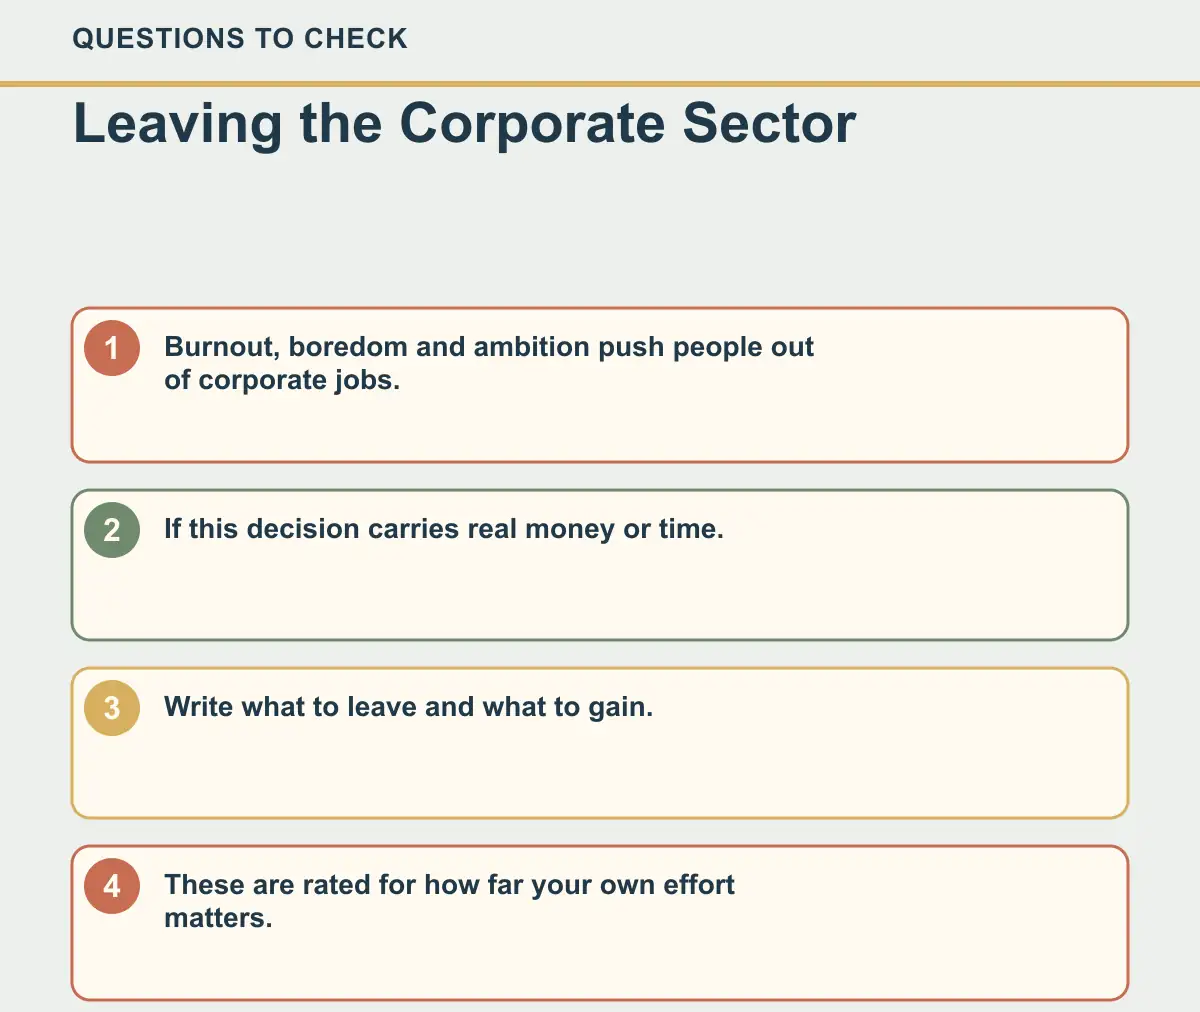 QUESTIONS TO CHECK
Leaving the Corporate Sector
1
Burnout, boredom and ambition push people out
of corporate jobs.
2
If this decision carries real money or time.
3
Write what to leave and what to gain.
4
These are rated for how far your own effort
matters.